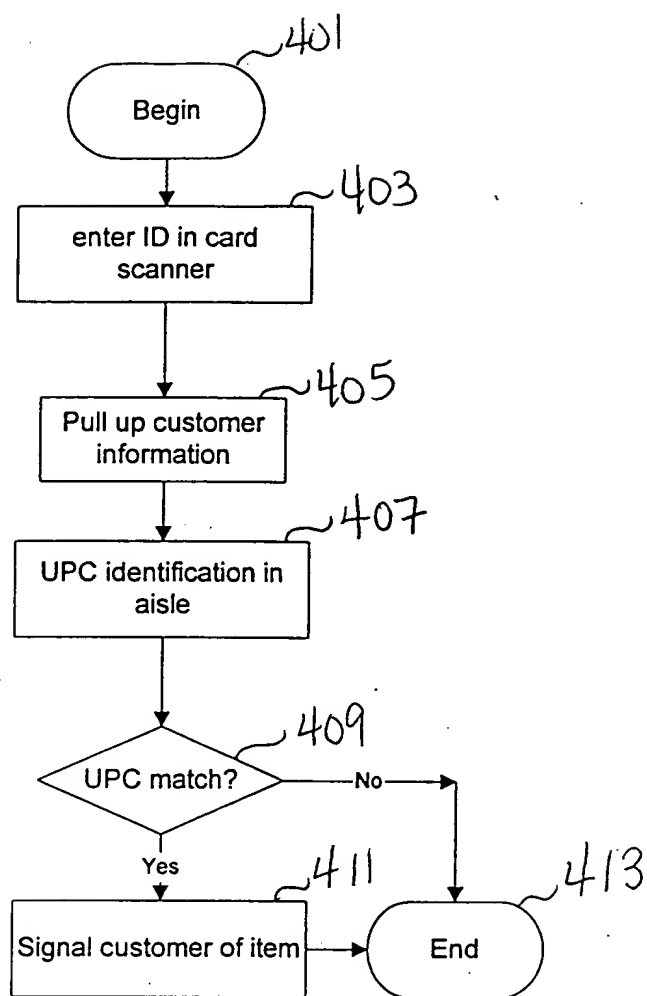 401
Begin
403
enter ID in card
scanner
405
Pull up customer
information
407
UPC identification in
aisle
409
UPC match?
No
Yes
411
413
Signal customer of item
End